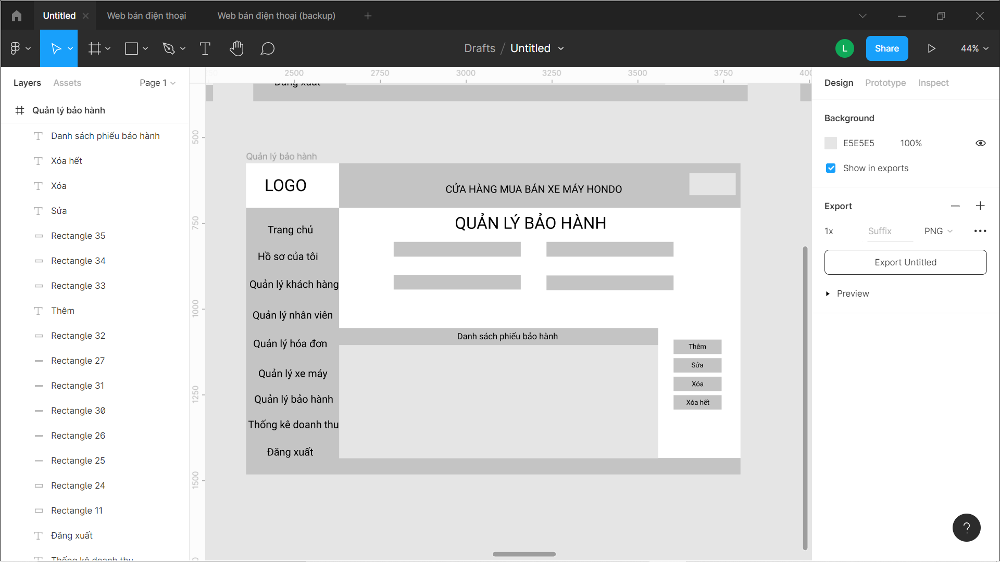 Untitled
Web bán điện thoại
Web bán điện thoại (backup)
Drafts / Untitled
L
Share
44%
Layers
Assets
Page 1
Quản lý bảo hành
Danh sách phiếu bảo hành
Xóa hết
Xóa
Sửa
Rectangle 35
Rectangle 34
Rectangle 33
Thêm
Rectangle 32
Rectangle 27
Rectangle 31
Rectangle 30
Rectangle 26
Rectangle 25
Rectangle 24
Rectangle 11
Đăng xuất
Thống kê doanh thu
2500
2750
3000
3250
3500
3750
500
750
1000
1250
1500
Đăng xuất
Quản lý bảo hành
LOGO
CỬA HÀNG MUA BÁN XE MÁY HONDO
QUẢN LÝ BẢO HÀNH
Trang chủ
Hồ sơ của tôi
Quản lý khách hàng
Quản lý nhân viên
Quản lý hóa đơn
Quản lý xe máy
Quản lý bảo hành
Thống kê doanh thu
Đăng xuất
Danh sách phiếu bảo hành
Thêm
Sửa
Xóa
Xóa hết
Design
Prototype
Inspect
Background
E5E5E5
100%
Show in exports
Export
1x
Suffix
PNG
Export Untitled
Preview
?